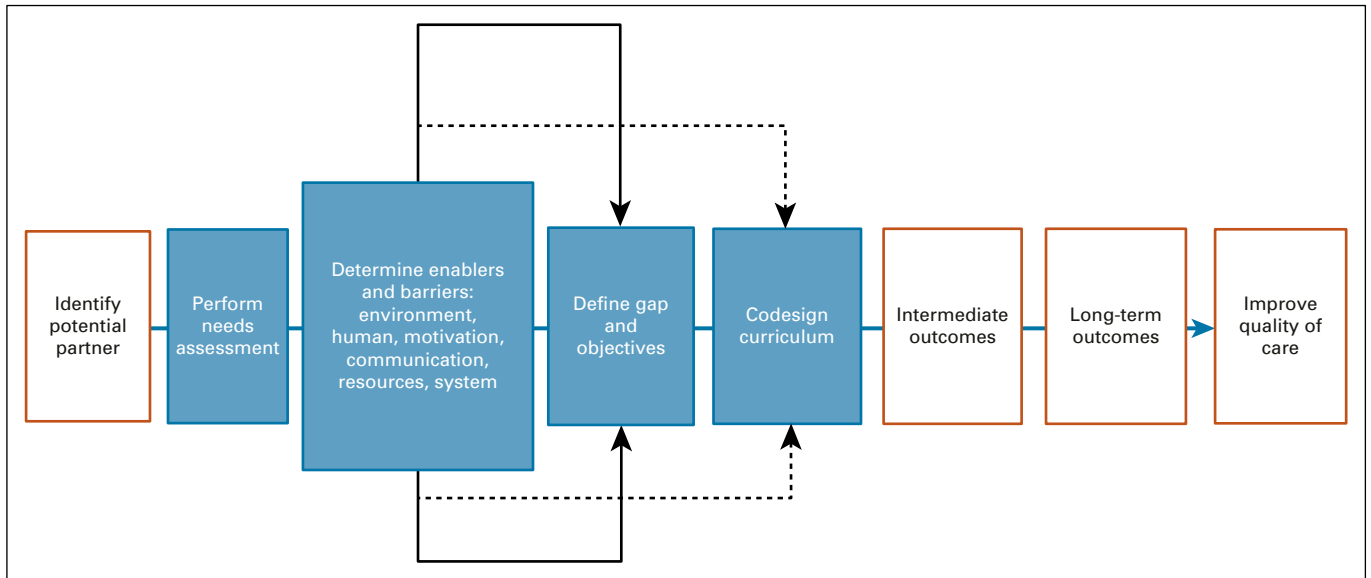 Identify
potential
partner
Perform
needs
assessment
Determine enablers
and barriers:
environment,
human, motivation,
communication,
resources, system
Define gap
and
objectives
Codesign
curriculum
Intermediate
outcomes
Long-term
outcomes
Improve
quality of
care